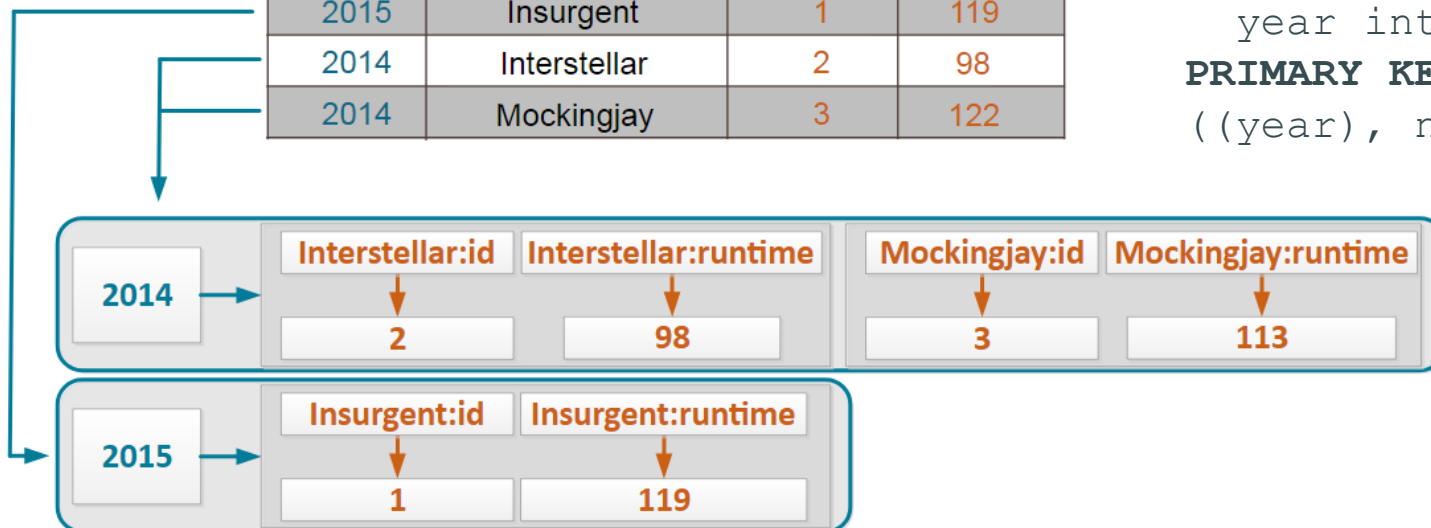 2015 Insurgent 1 119
2014 Interstellar 2 98
2014 Mockingjay 3 122
year int
PRIMARY KE
((year), n
Interstellar:id Interstellar:runtime Mockingjay:id Mockingjay:runtime
2014
2 98 3 113
Insurgent:id Insurgent:runtime
2015
1 119